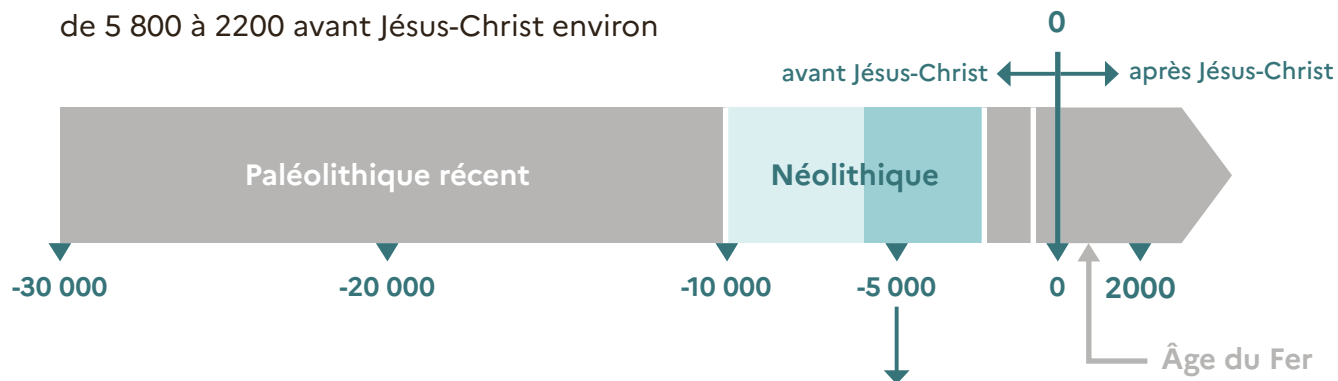 de 5 800 à 2200 avant Jésus-Christ environ
0
avant Jésus-Christ
après Jésus-Christ
Paléolithique récent
Néolithique
-30 000
-20 000
-10 000
-5 000
0
2000
Âge du Fer